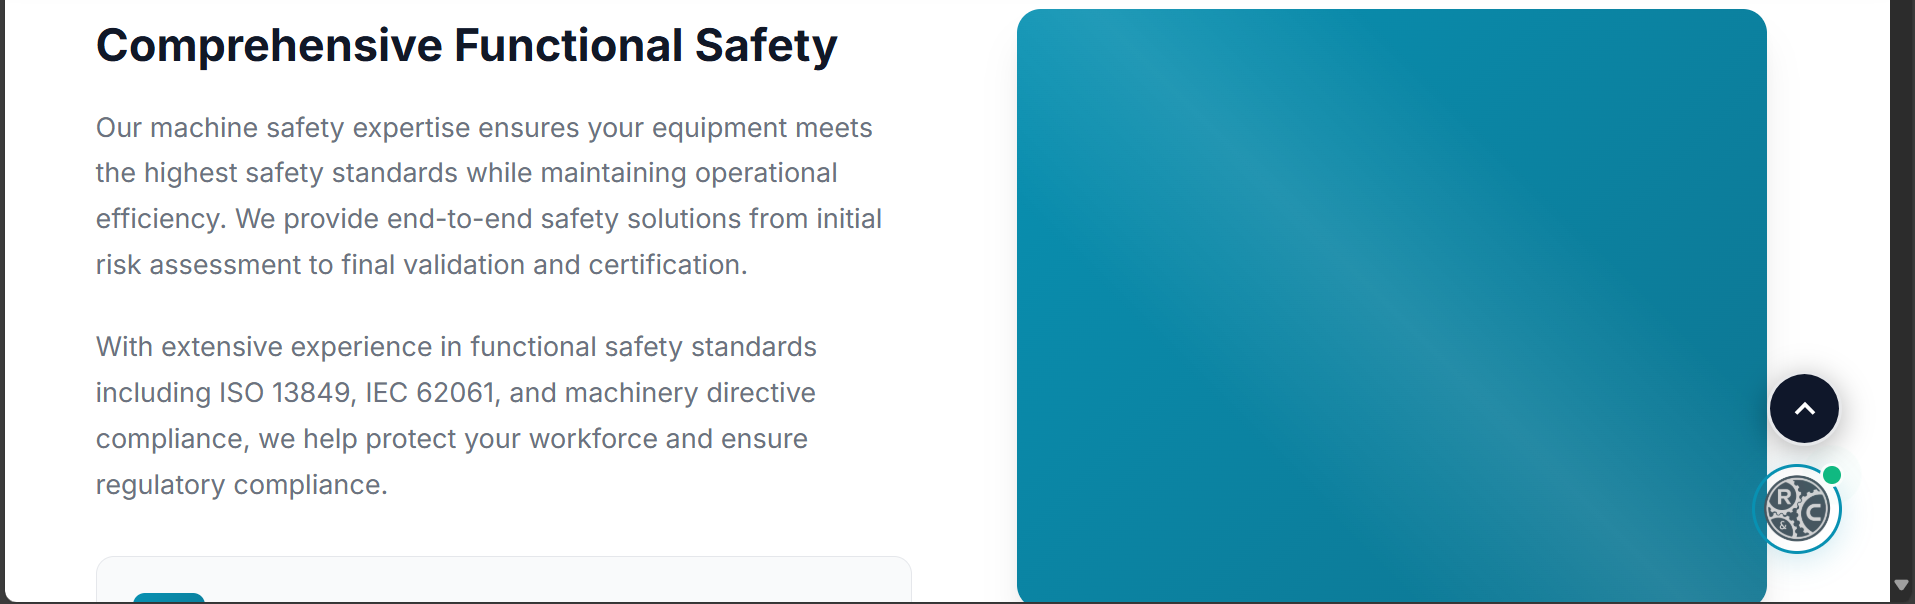 Comprehensive Functional Safety
Our machine safety expertise ensures your equipment meets
the highest safety standards while maintaining operational
efficiency. We provide end-to-end safety solutions from initial
risk assessment to final validation and certification.
With extensive experience in functional safety standards
including ISO 13849, IEC 62061, and machinery directive
compliance, we help protect your workforce and ensure
regulatory compliance.
R
&
C